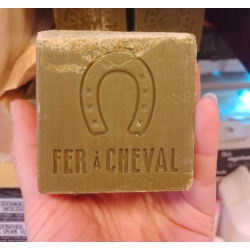 FER À CHEVAL